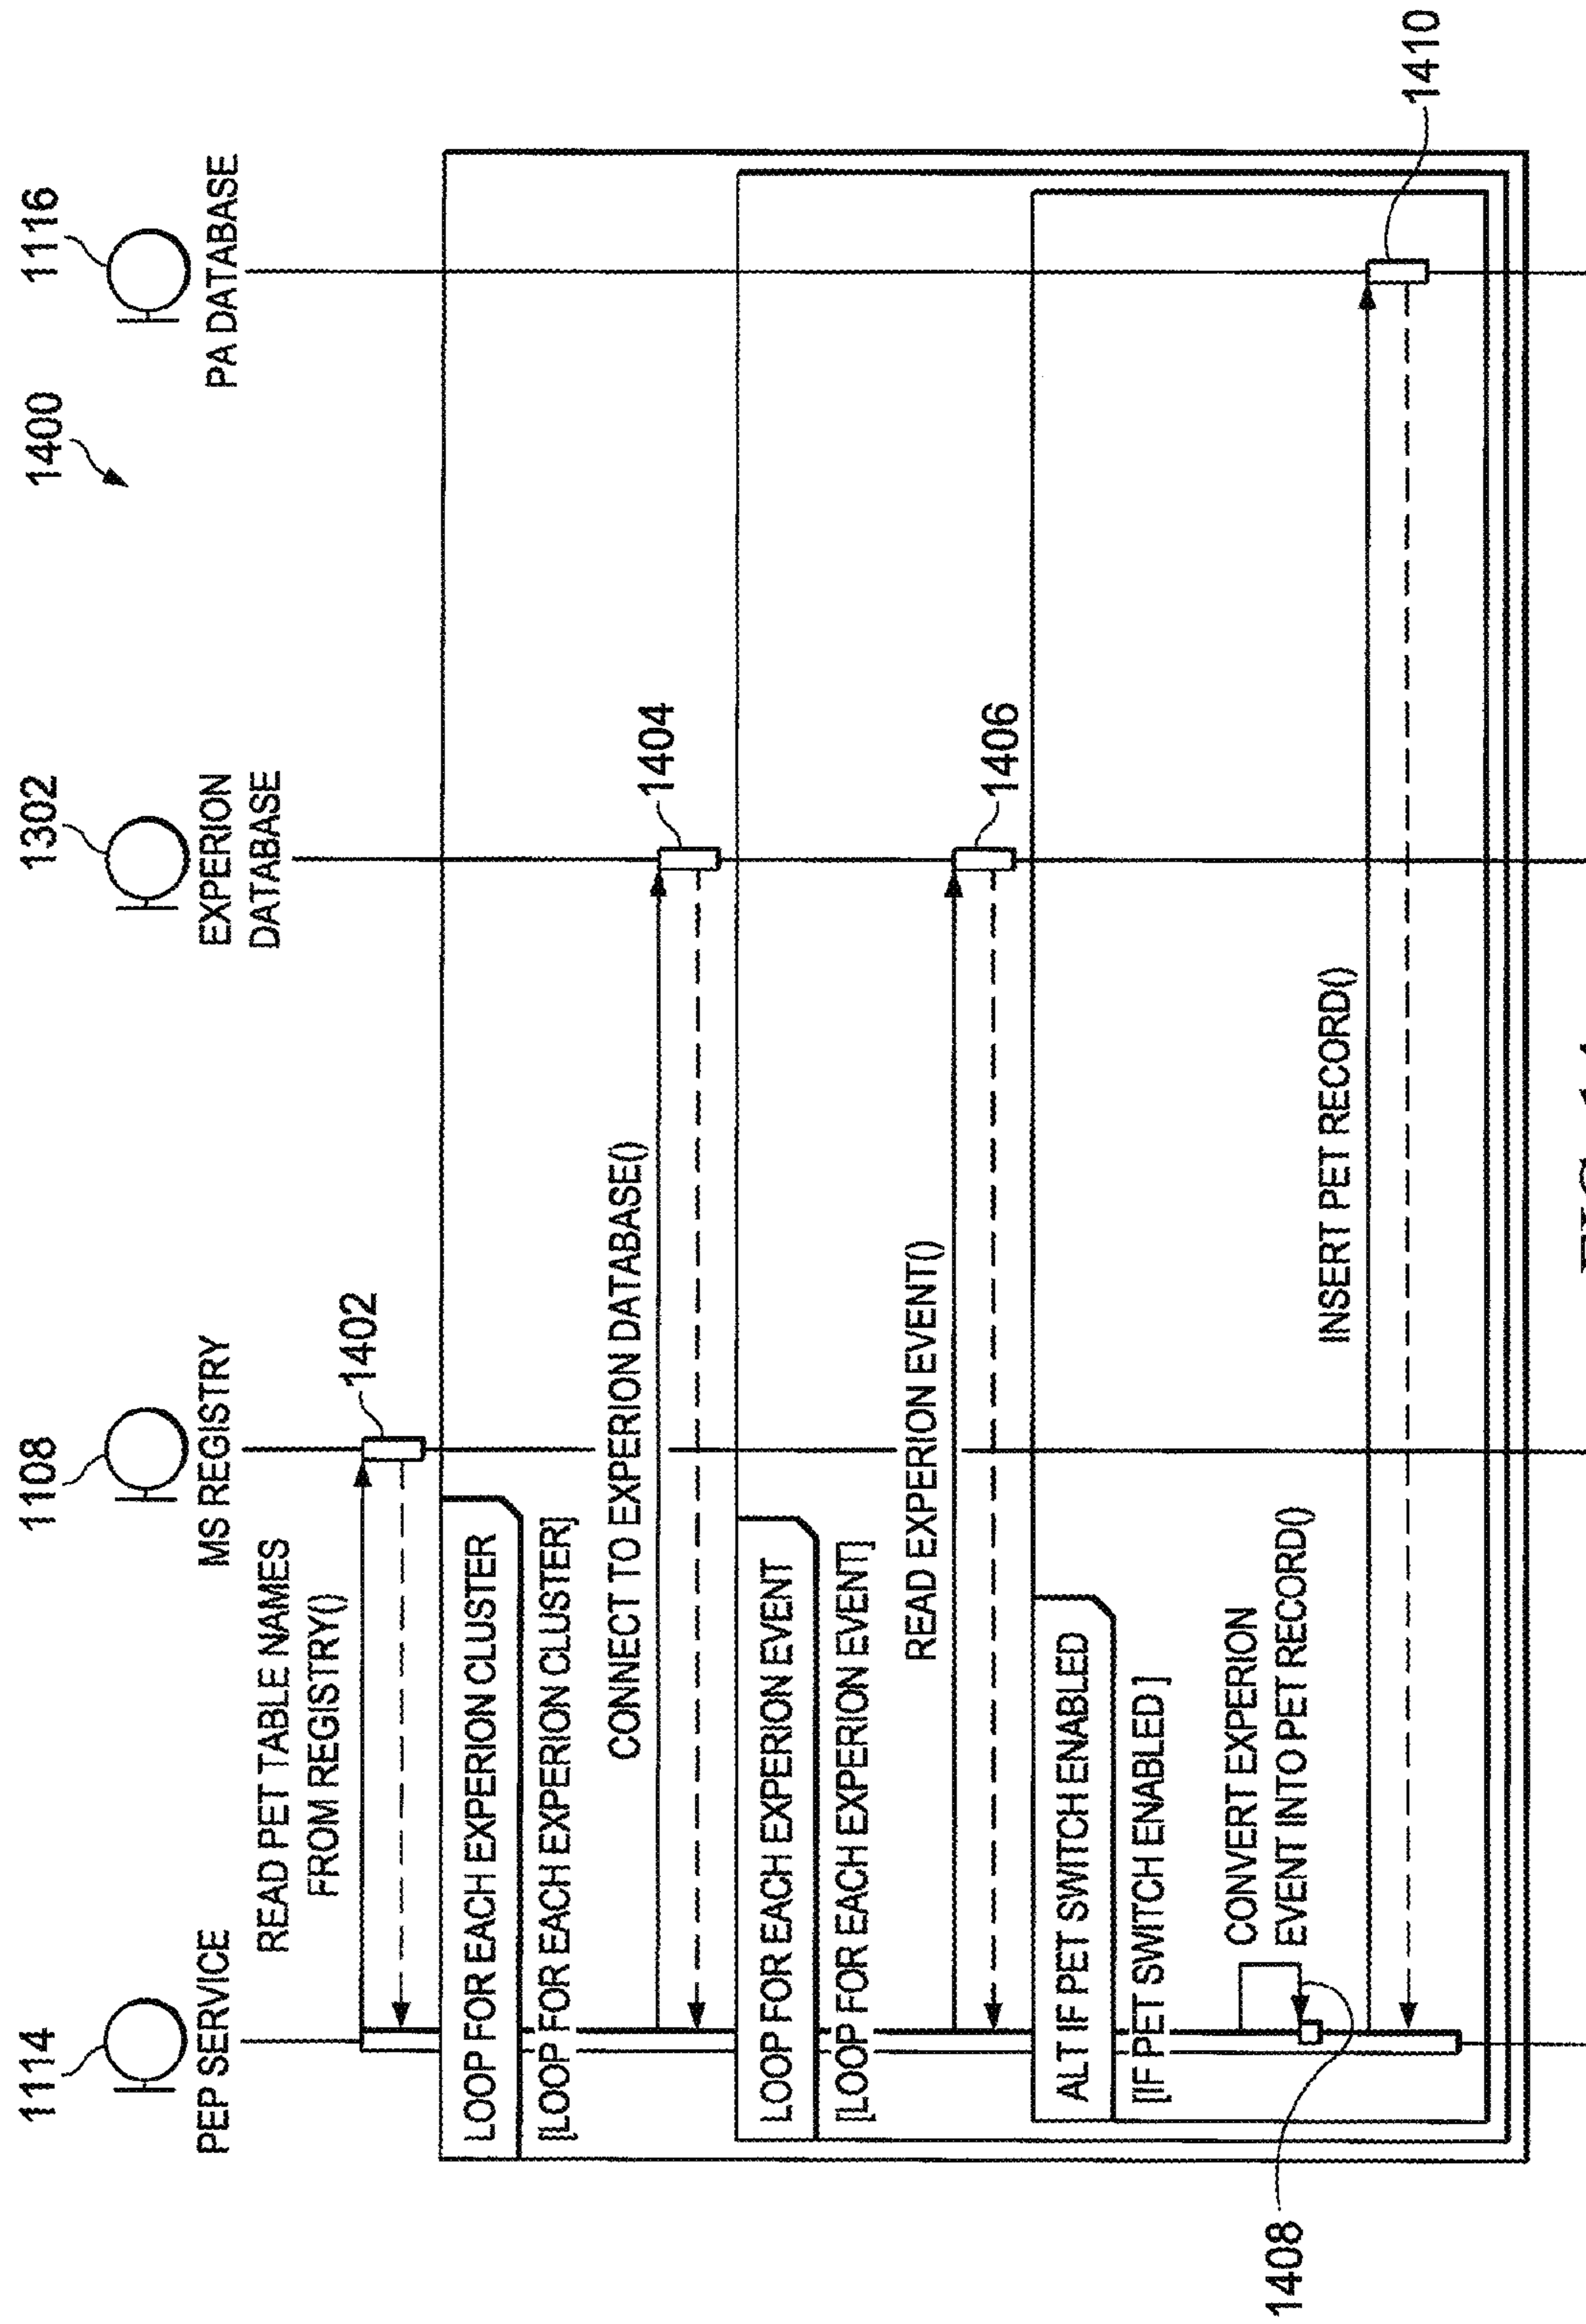 1400
1114
PEP SERVICE
1108
MS REGISTRY
1302
EXPERION
DATABASE
1116
PA DATABASE
READ PET TABLE NAMES
FROM REGISTRY()
1402
LOOP FOR EACH EXPERION CLUSTER
[LOOP FOR EACH EXPERION CLUSTER]
CONNECT TO EXPERION DATABASE()
1404
LOOP FOR EACH EXPERION EVENT
[LOOP FOR EACH EXPERION EVENT]
READ EXPERION EVENT()
1406
ALT IF PET SWITCH ENABLED
[IF PET SWITCH ENABLED ]
CONVERT EXPERION
EVENT INTO PET RECORD()
1408
INSERT PET RECORD()
1410